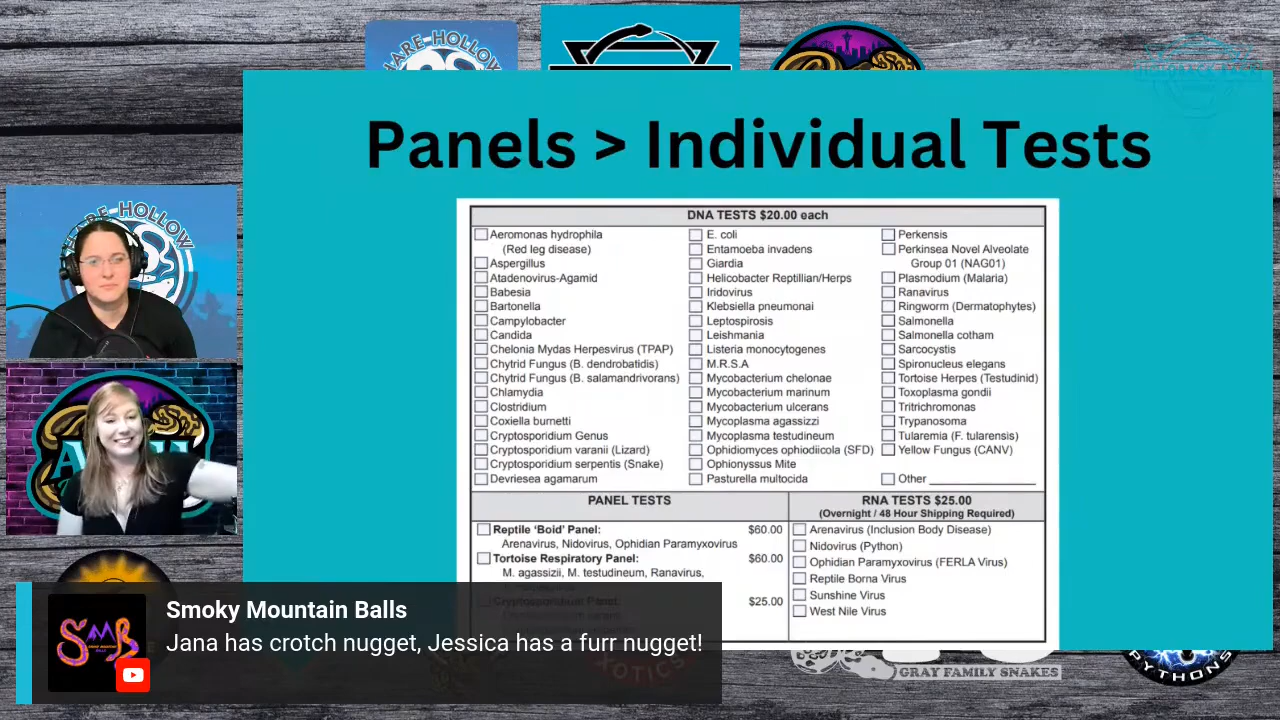 MARE-HOLLOW
Panels > Individual Tests
DNA TESTS $20.00 each
Aeromonas hydrophila
(Red leg disease)
Aspergillus
Atadenovirus-Agamid
Babesia
Bartonella
Campylobacter
Candida
Chelonia Mydas Herpesvirus (TPAP)
Chytrid Fungus (B. dendrobatidis)
Chytrid Fungus (B. salamandrivorans)
Chlamydia
Clostridium
Coxiella burnetti
Cryptosporidium Genus
Cryptosporidium varanii (Lizard)
Cryptosporidium serpentis (Snake)
Devriesea agamarum
E. coli
Entamoeba invadens
Giardia
Helicobacter Reptillian/Herps
Iridovirus
Klebsiella pneumonai
Leptospirosis
Leishmania
Listeria monocytogenes
M.R.S.A
Mycobacterium chelonae
Mycobacterium marinum
Mycobacterium ulcerans
Mycoplasma agassizzi
Mycoplasma testudineum
Ophidiomyces ophiodiicola (SFD)
Ophionyssus Mite
Pasturella multocida
Perkensis
Perkinsea Novel Alveolate
Group 01 (NAG01)
Plasmodium (Malaria)
Ranavirus
Ringworm (Dermatophytes)
Salmonella
Salmonella cotham
Sarcocystis
Spironucleus elegans
Tortoise Herpes (Testudinid)
Toxoplasma gondii
Tritrichromonas
Trypanosoma
Tularemia (F. tularensis)
Yellow Fungus (CANV)
Other
PANEL TESTS
Reptile 'Boid' Panel: $60.00
Arenavirus, Nidovirus, Ophidian Paramyxovirus
Tortoise Respiratory Panel: $60.00
M. agassizii, M. testudineum, Ranavirus,
Cryptosporidium Panel: $25.00
RNA TESTS $25.00
(Overnight / 48 Hour Shipping Required)
Arenavirus (Inclusion Body Disease)
Nidovirus (Python)
Ophidian Paramyxovirus (FERLA Virus)
Reptile Borna Virus
Sunshine Virus
West Nile Virus
SMB
Smoky Mountain Balls
Jana has crotch nugget, Jessica has a furr nugget!
EXOTICS
GRAY FAMILY SNAKES
PYTHONS